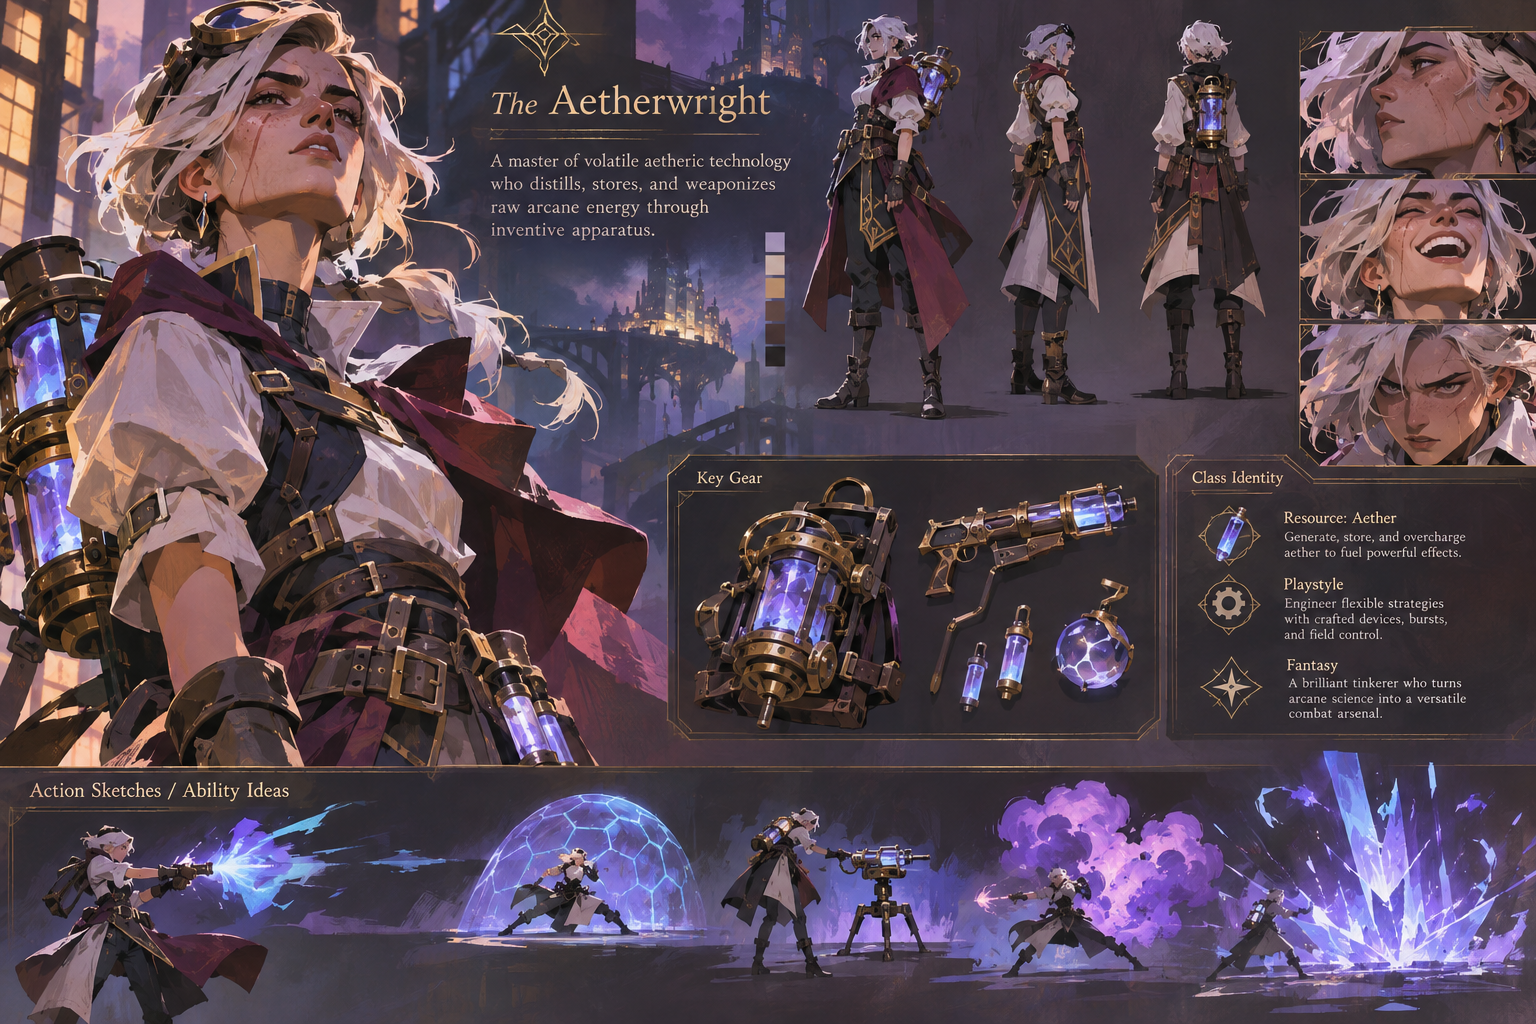 The Aetherwright
A master of volatile aetheric technology
who distills, stores, and weaponizes
raw arcane energy through
inventive apparatus.
Key Gear
Class Identity
Resource: Aether
Generate, store, and overcharge
aether to fuel powerful effects.
Playstyle
Engineer flexible strategies
with crafted devices, bursts,
and field control.
Fantasy
A brilliant tinkerer who turns
arcane science into a versatile
combat arsenal.
Action Sketches / Ability Ideas